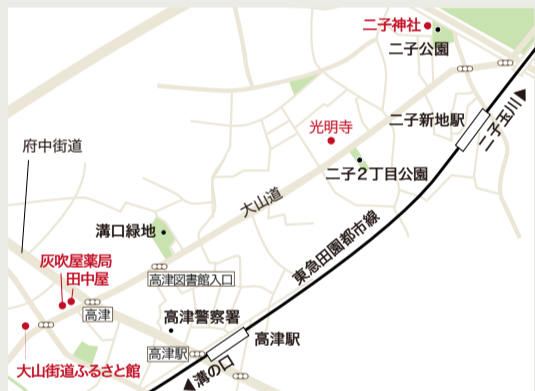 二子神社
二子公園
二子新地駅
二子玉川
光明寺
二子2丁目公園
府中街道
大山道
溝口緑地
東急田園都市線
灰吹屋薬局
田中屋
高津図書館入口
高津
高津警察署
高津駅
高津駅
大山街道ふるさと館
溝の口